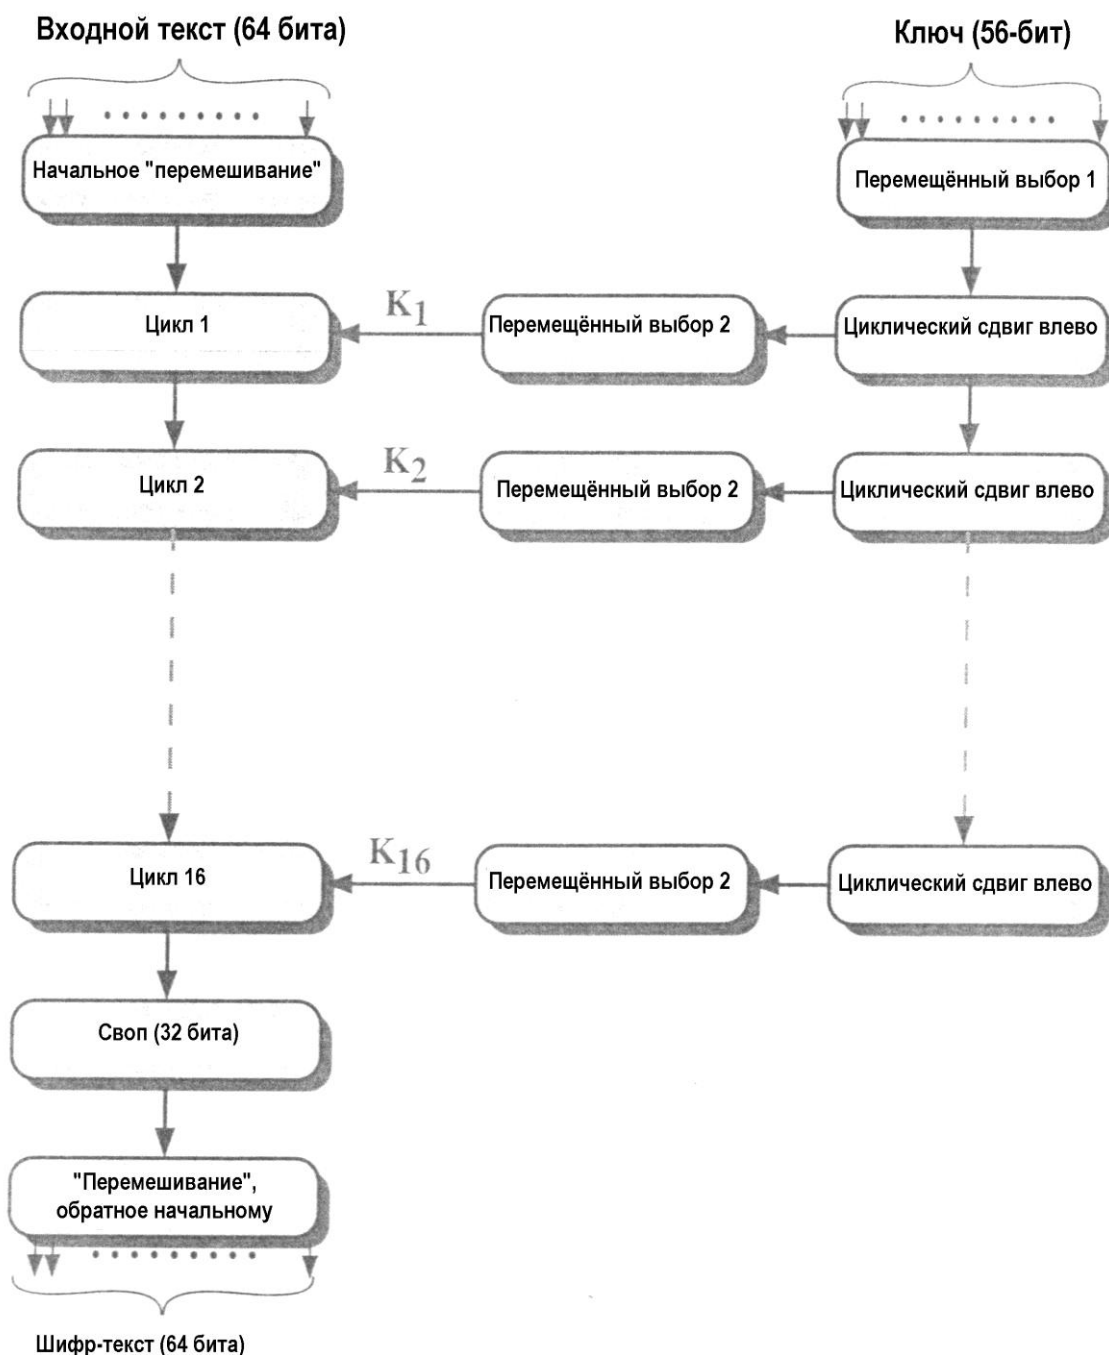 Входной текст (64 бита)
Ключ (56-бит)
Начальное "перемешивание"
Перемещённый выбор 1
Цикл 1
K1
Перемещённый выбор 2
Циклический сдвиг влево
Цикл 2
K2
Перемещённый выбор 2
Циклический сдвиг влево
Цикл 16
K16
Перемещённый выбор 2
Циклический сдвиг влево
Своп (32 бита)
"Перемешивание",
обратное начальному
Шифр-текст (64 бита)